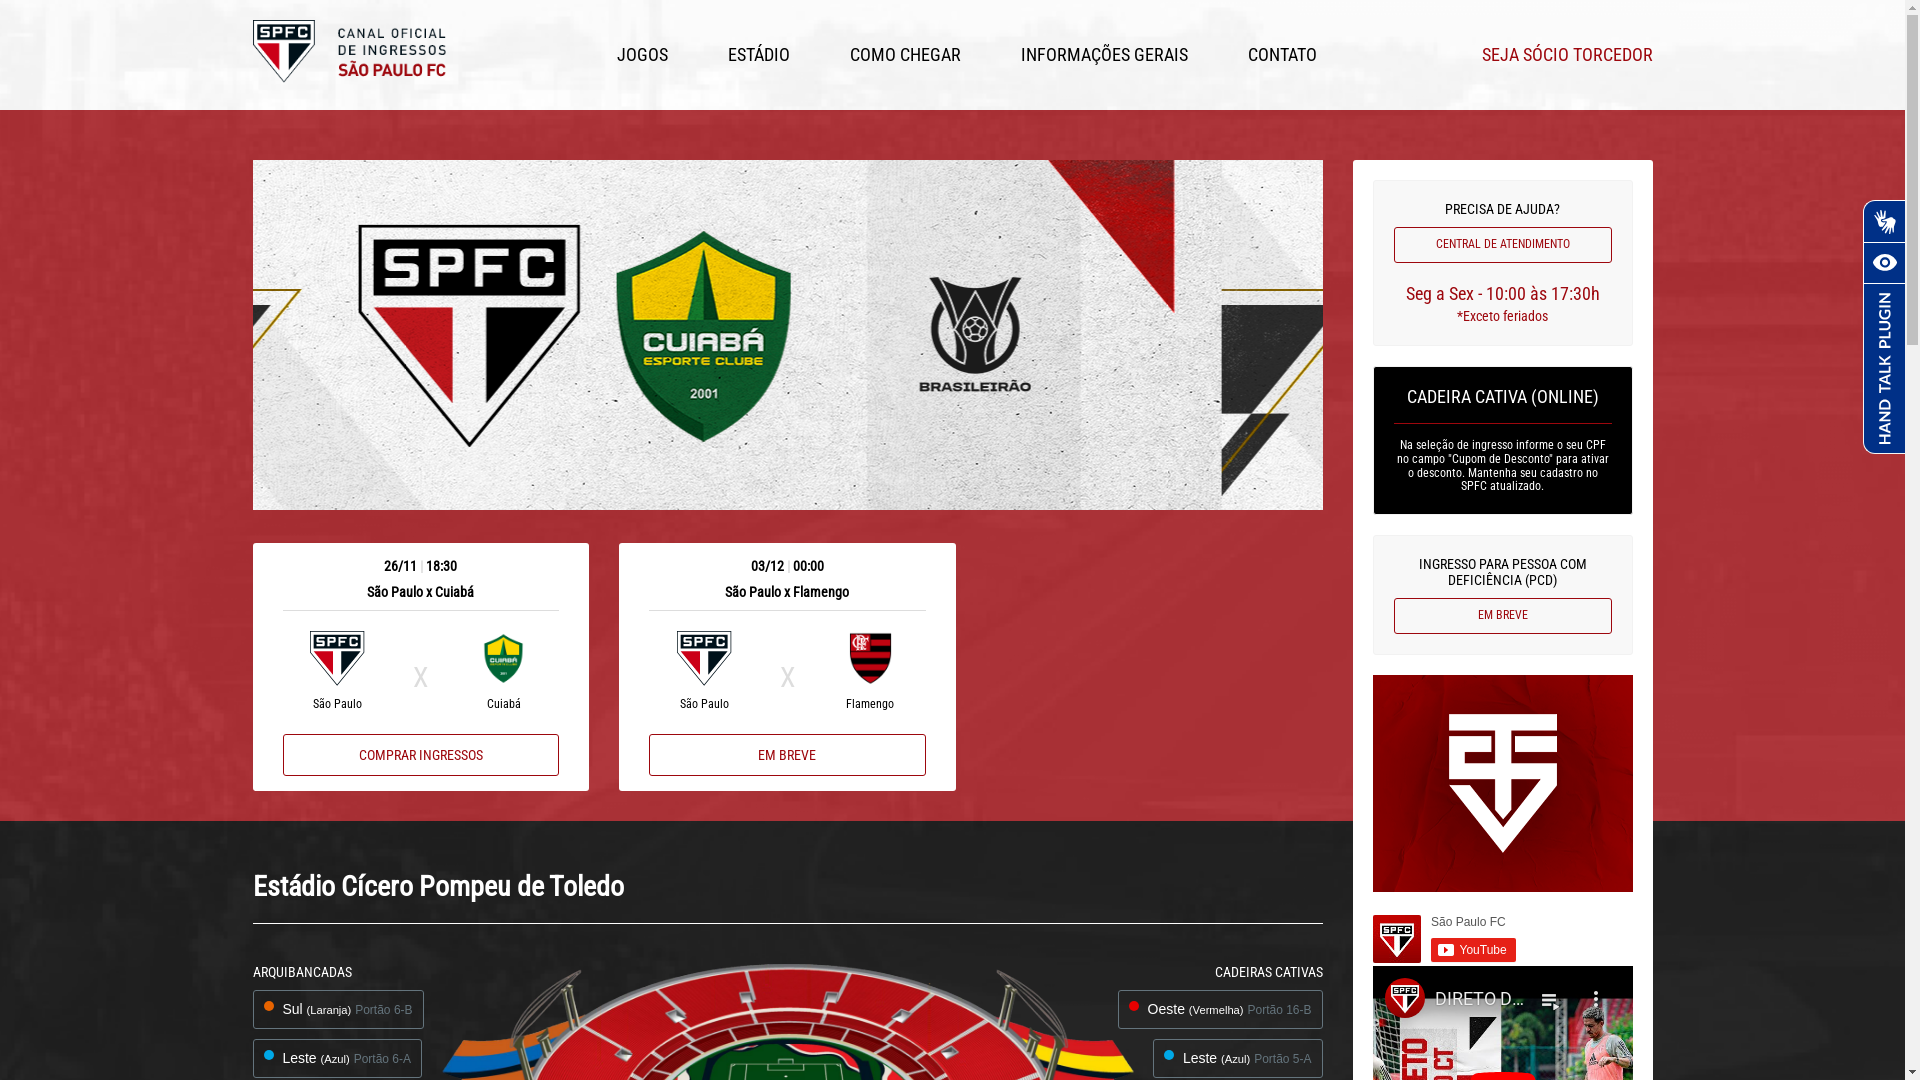 SPFC
CANAL OFICIAL
DE INGRESSOS
SÃO PAULO FC
JOGOS
ESTÁDIO
COMO CHEGAR
INFORMAÇÕES GERAIS
CONTATO
SEJA SÓCIO TORCEDOR
SPFC
CUIABÁ
ESPORTE CLUBE
2001
BRASILEIRÃO
PRECISA DE AJUDA?
CENTRAL DE ATENDIMENTO
Seg a Sex - 10:00 às 17:30h
*Exceto feriados
CADEIRA CATIVA (ONLINE)
Na seleção de ingresso informe o seu CPF
no campo "Cupom de Desconto" para ativar
o desconto. Mantenha seu cadastro no
SPFC atualizado.
INGRESSO PARA PESSOA COM
DEFICIÊNCIA (PCD)
EM BREVE
HAND TALK PLUGIN
26/11 | 18:30
São Paulo x Cuiabá
SPFC
X
CUIABÁ
São Paulo
Cuiabá
COMPRAR INGRESSOS
03/12 | 00:00
São Paulo x Flamengo
SPFC
X
São Paulo
Flamengo
EM BREVE
Estádio Cícero Pompeu de Toledo
ARQUIBANCADAS
Sul (Laranja) Portão 6-B
Leste (Azul) Portão 6-A
CADEIRAS CATIVAS
Oeste (Vermelha) Portão 16-B
Leste (Azul) Portão 5-A
SPFC
São Paulo FC
YouTube
SPFC
DIRETO D...